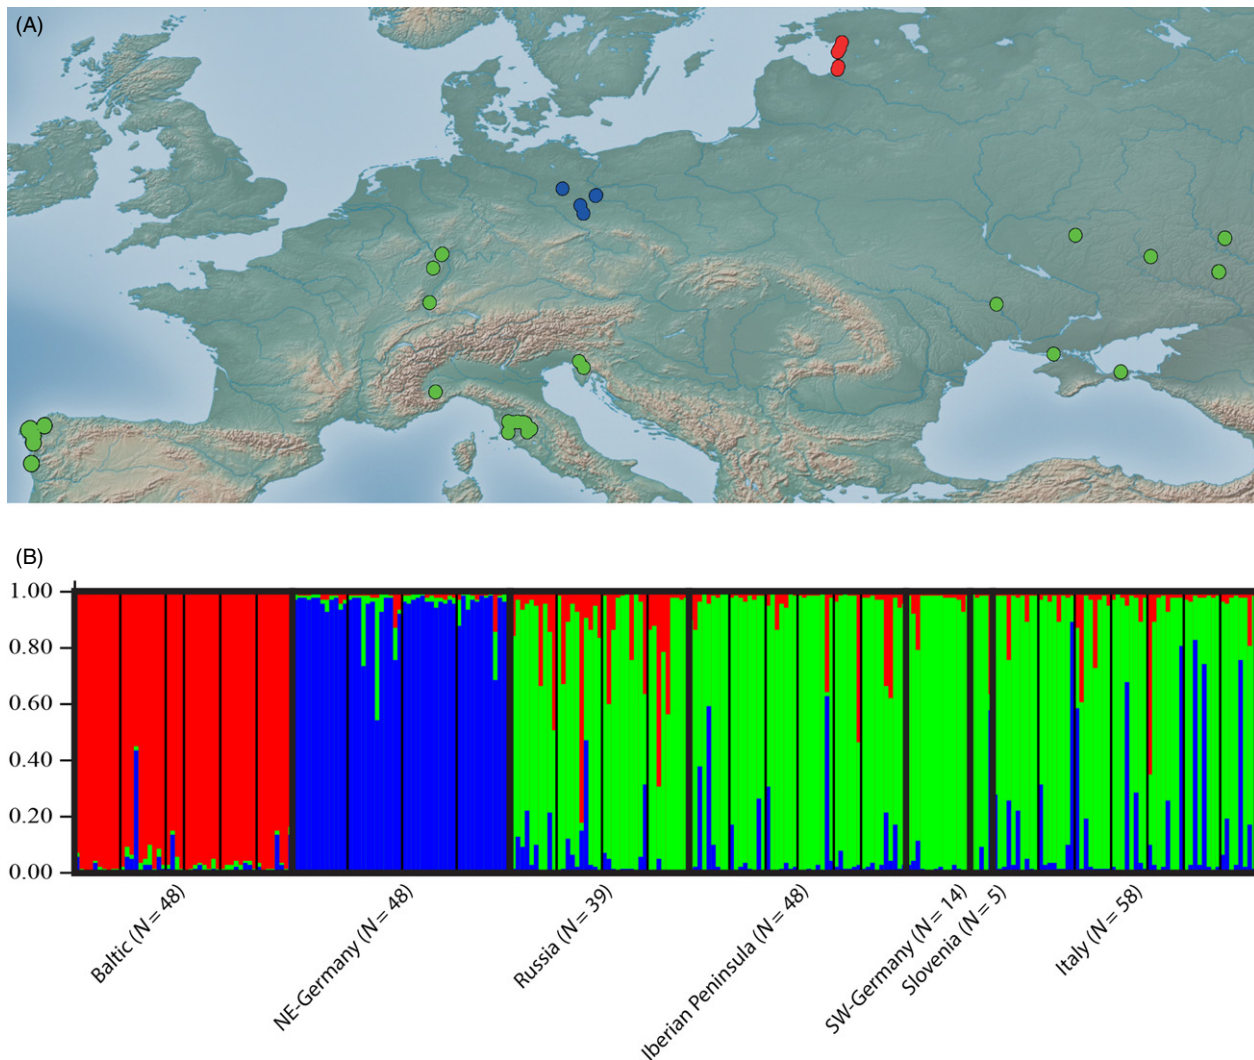 (A)
(B)
1.00
0.80
0.60
0.40
0.20
0.00
Baltic (N = 48)
NE-Germany (N = 48)
Russia (N = 39)
Iberian Peninsula (N = 48)
SW-Germany (N = 14)
Slovenia (N = 5)
Italy (N = 58)